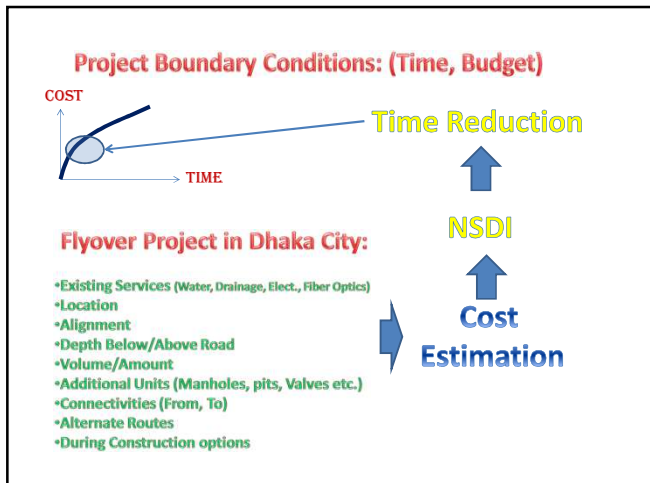 Project Boundary Conditions: (Time, Budget)
COST
TIME
Time Reduction
NSDI
Cost
Estimation
Flyover Project in Dhaka City:
•Existing Services (Water, Drainage, Elect., Fiber Optics)
•Location
•Alignment
•Depth Below/Above Road
•Volume/Amount
•Additional Units (Manholes, pits, Valves etc.)
•Connectivities (From, To)
•Alternate Routes
•During Construction options